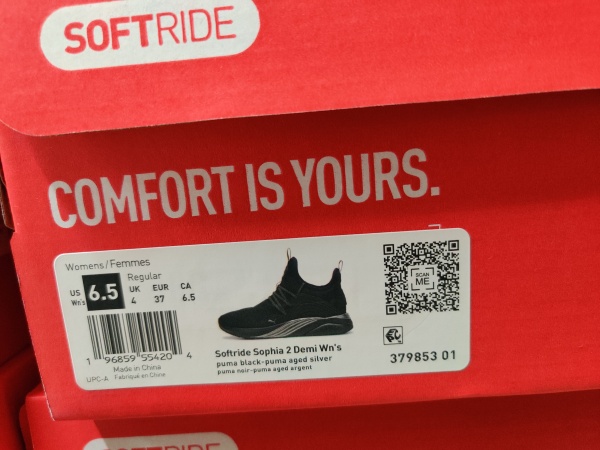 SOFTRIDE
COMFORT IS YOURS.
Womens/Femmes
Regular
US UK EUR CA
Wn's 6.5 4 37 6.5
SCAN
ME
1 96859 55420 4
Made in China
UPC-A Fabriqué en Chine
Softride Sophia 2 Demi Wn's
puma black-puma aged silver
puma noir-puma aged argent
379853 01
SOFTRIDE